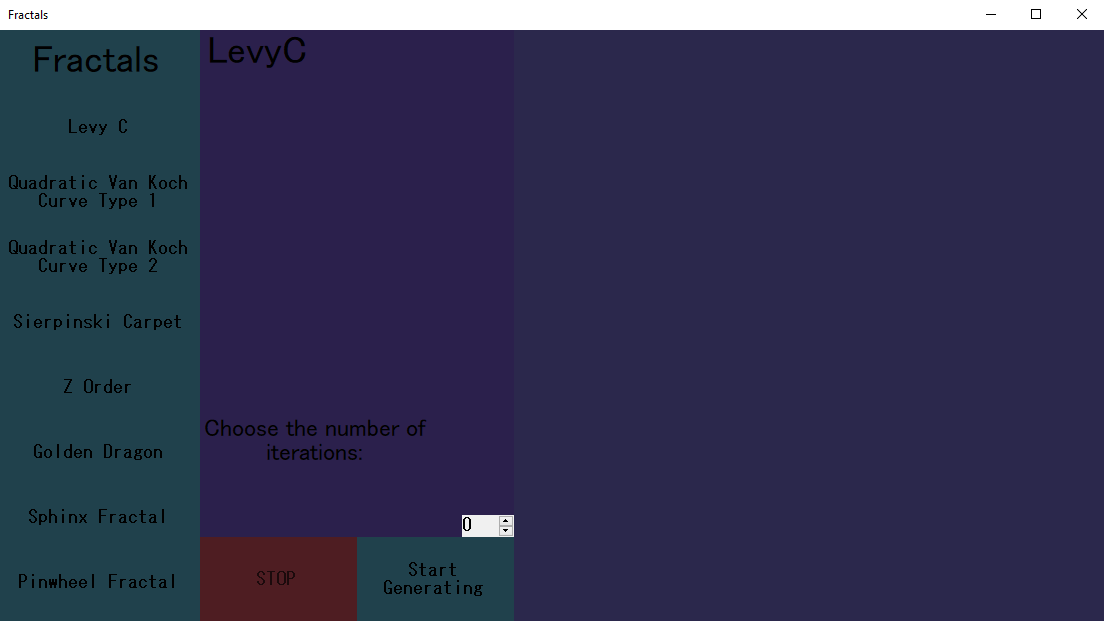 Fractals
Fractals
Levy C
Quadratic Van Koch
Curve Type 1
Quadratic Van Koch
Curve Type 2
Sierpinski Carpet
Z Order
Golden Dragon
Sphinx Fractal
Pinwheel Fractal
LevyC
Choose the number of
iterations:
0
STOP
Start
Generating